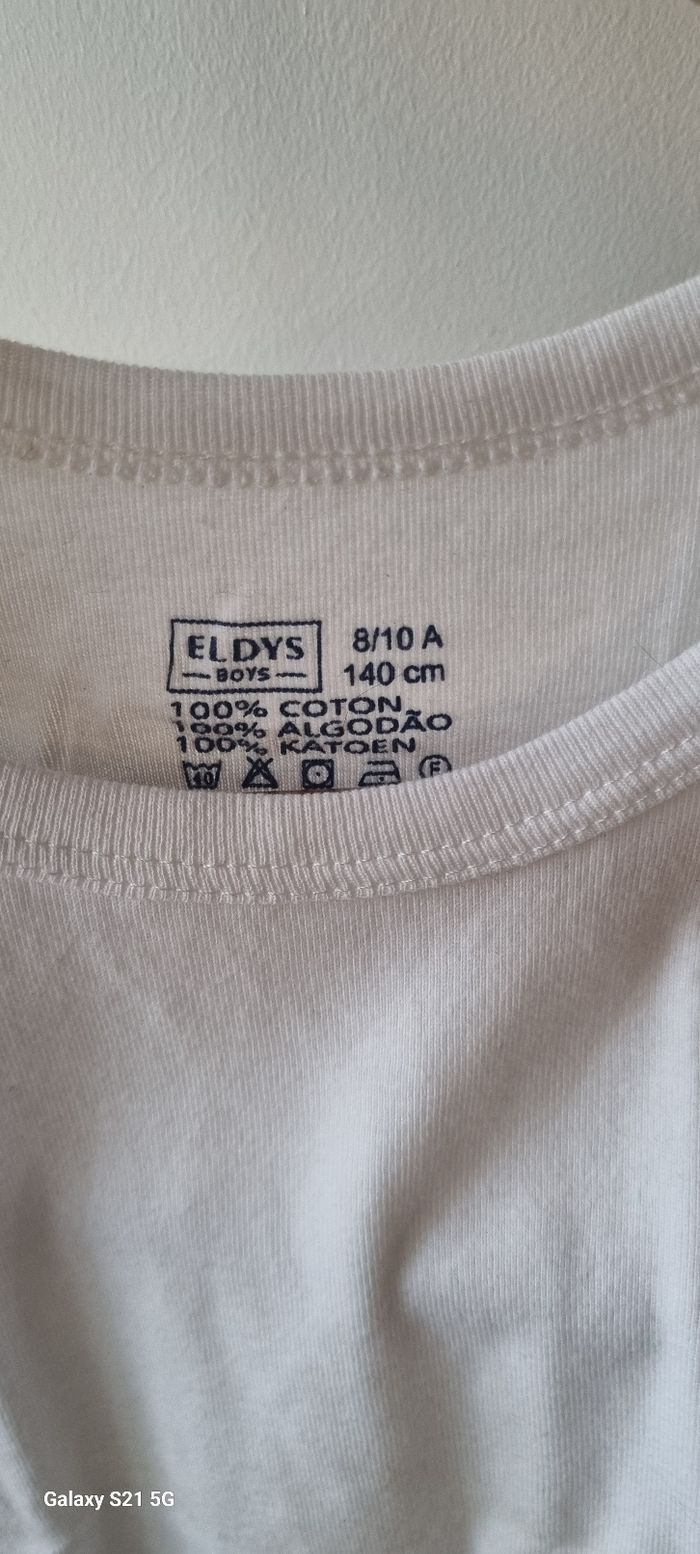 ELDYS
BOYS
8/10 A
140 cm
100% COTON
100% ALGODÃO
100% KATOEN
40
F
Galaxy S21 5G